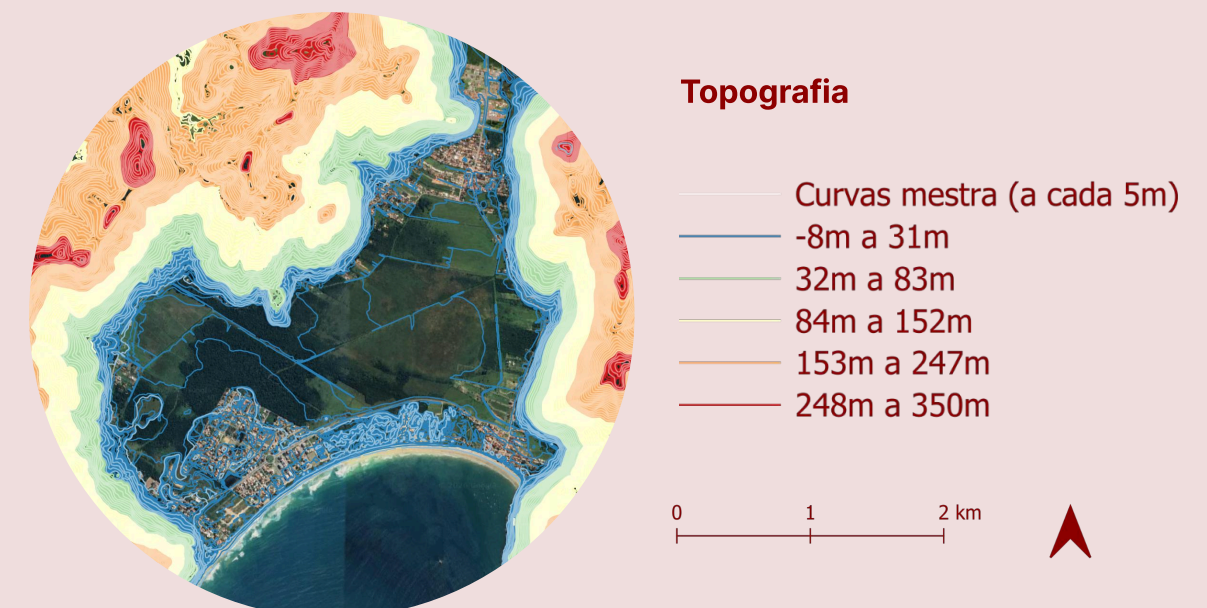 Topografia
Curvas mestra (a cada 5m)
-8m a 31m
32m a 83m
84m a 152m
153m a 247m
248m a 350m
0 1 2 km